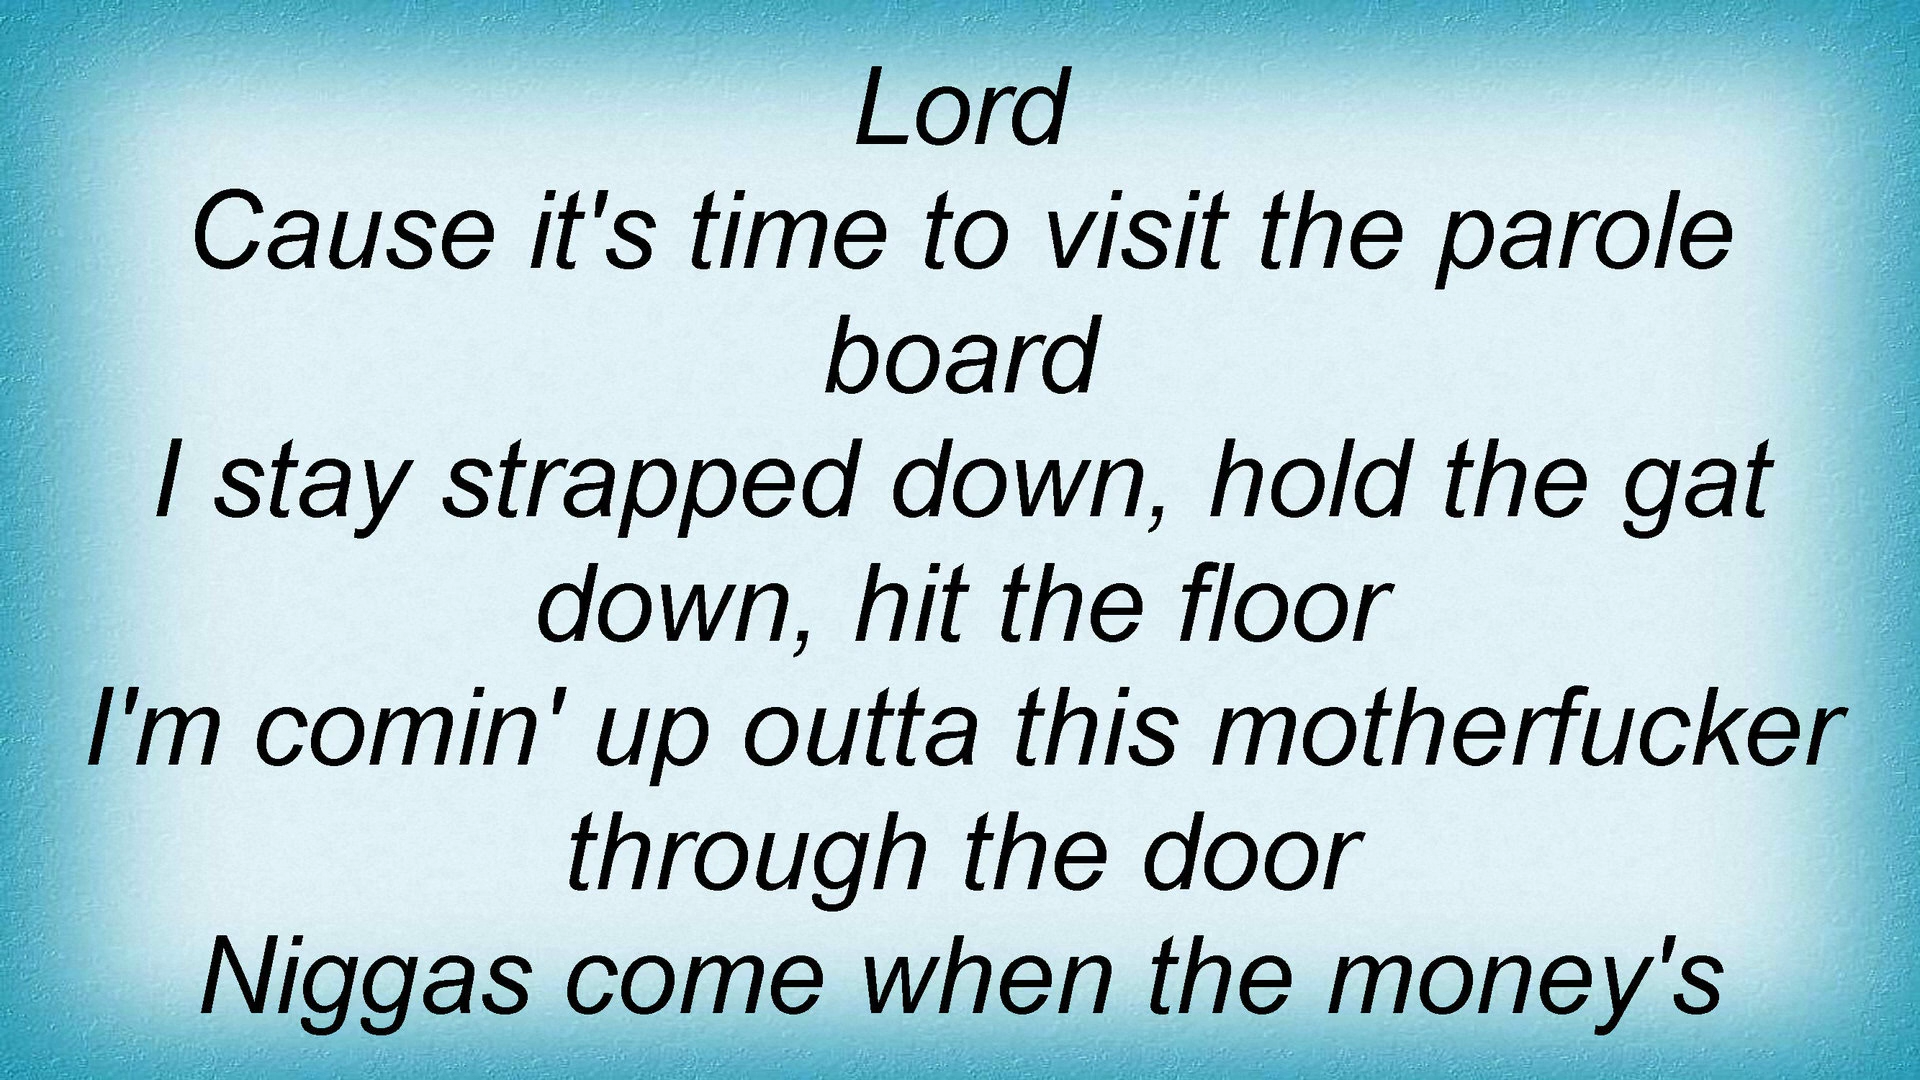 Lord
Cause it's time to visit the parole
board
I stay strapped down, hold the gat
down, hit the floor
I'm comin' up outta this motherfucker
through the door
Niggas come when the money's